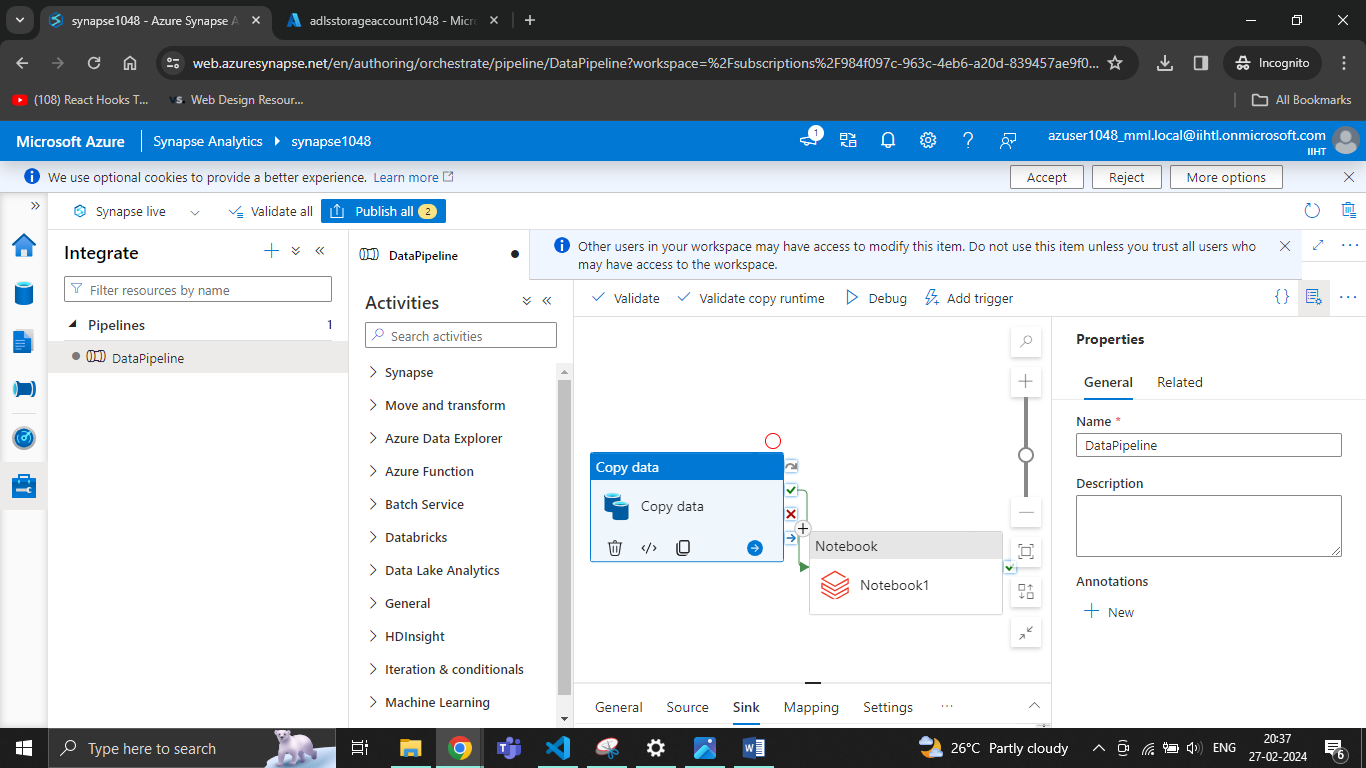 synapse1048 - Azure Synapse A
adlsstorageaccount1048 - Micr
web.azuresynapse.net/en/authoring/orchestrate/pipeline/DataPipeline?workspace=%2Fsubscriptions%2F984f097c-963c-4eb6-a20d-839457ae9f0...
Incognito
(108) React Hooks T...
vs.
Web Design Resour...
All Bookmarks
Microsoft Azure
Synapse Analytics
synapse1048
1
azuser1048_mml.local@iihtl.onmicrosoft.com
IIHT
We use optional cookies to provide a better experience. Learn more
Accept
Reject
More options
Synapse live
Validate all
Publish all 2
Integrate
Filter resources by name
Pipelines
1
DataPipeline
DataPipeline
Other users in your workspace may have access to modify this item. Do not use this item unless you trust all users who
may have access to the workspace.
Activities
Search activities
Synapse
Move and transform
Azure Data Explorer
Azure Function
Batch Service
Databricks
Data Lake Analytics
General
HDInsight
Iteration & conditionals
Machine Learning
Validate
Validate copy runtime
Debug
Add trigger
Copy data
Copy data
Notebook
Notebook1
General
Source
Sink
Mapping
Settings
Properties
General
Related
Name *
DataPipeline
Description
Annotations
New
Type here to search
26°C Partly cloudy
ENG
20:37
27-02-2024
6